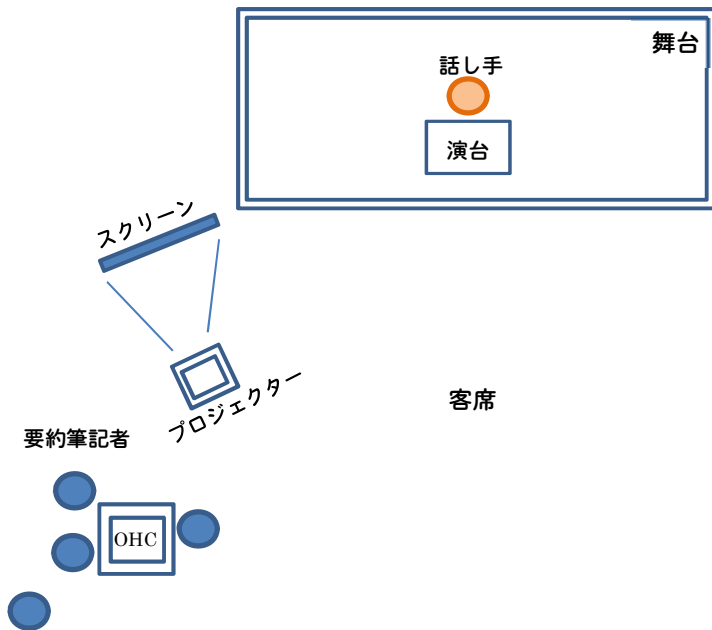 舞台
話し手
演台
スクリーン
プロジェクター
客席
要約筆記者
OHC